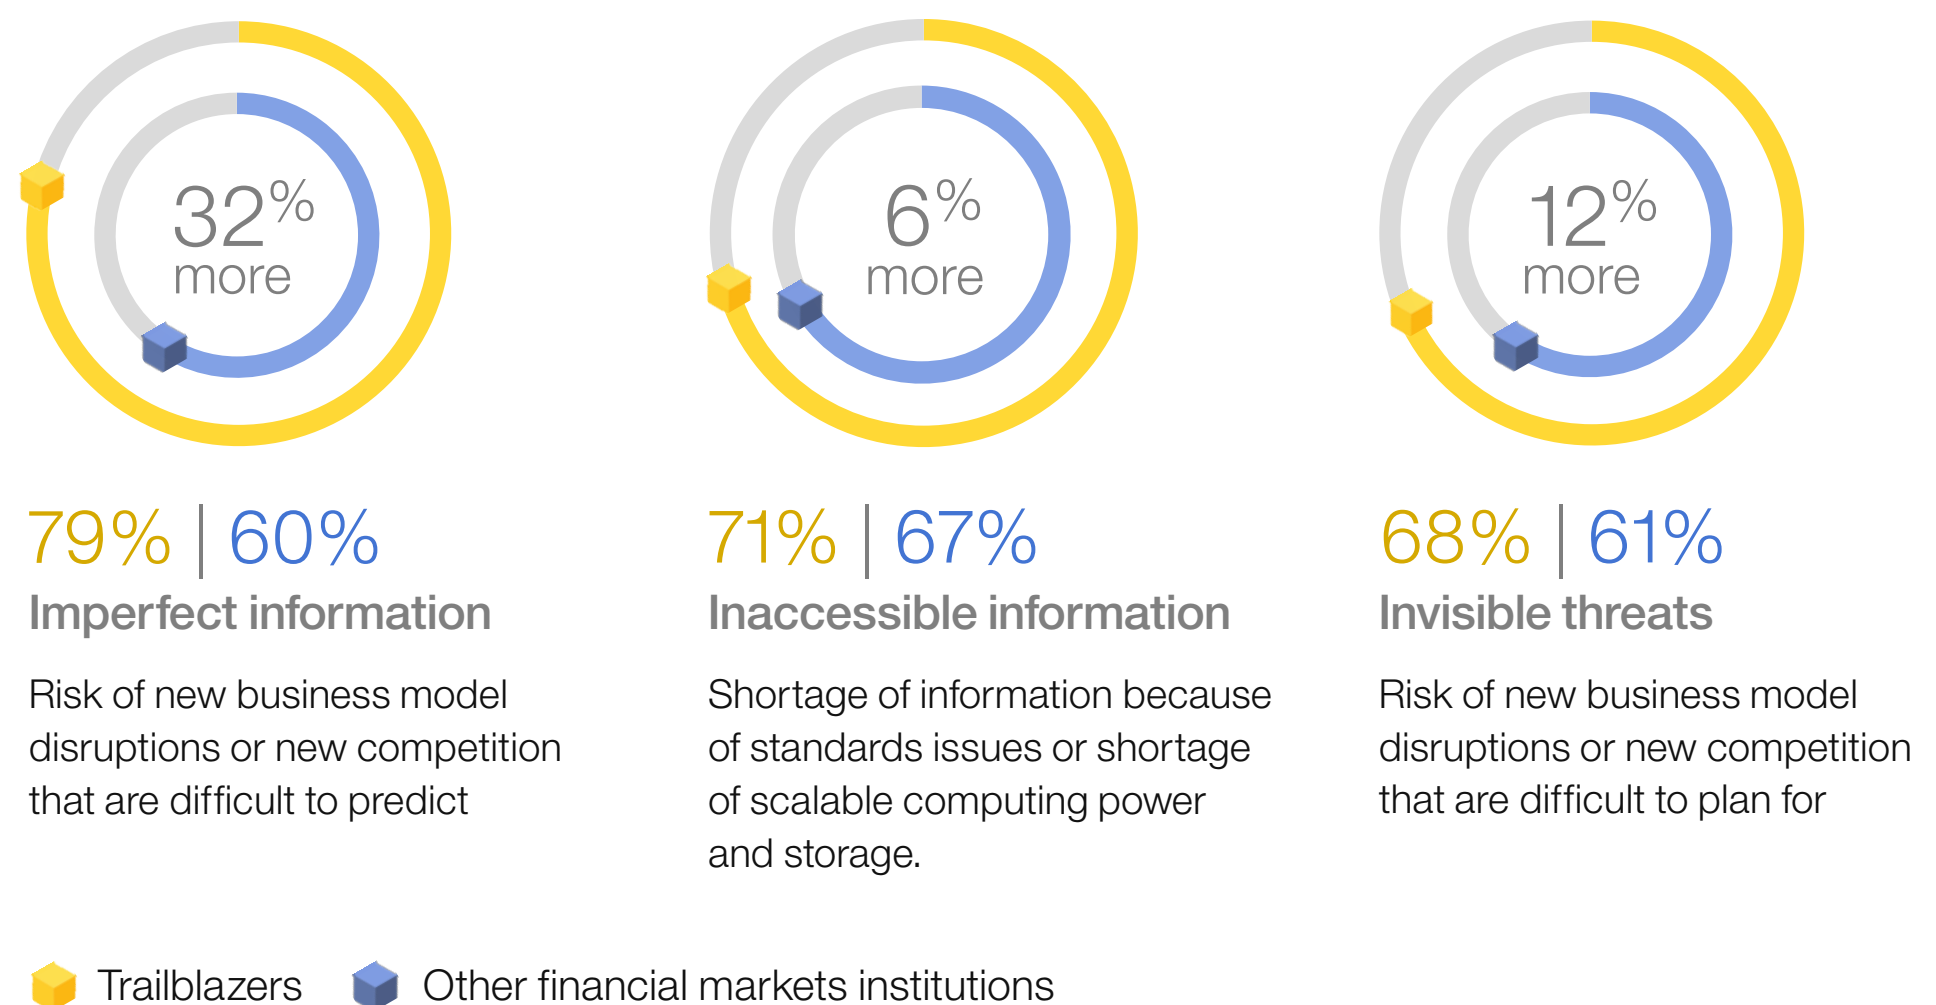 32%
more
79% | 60%
Imperfect information
Risk of new business model
disruptions or new competition
that are difficult to predict
6%
more
71% | 67%
Inaccessible information
Shortage of information because
of standards issues or shortage
of scalable computing power
and storage.
12%
more
68% | 61%
Invisible threats
Risk of new business model
disruptions or new competition
that are difficult to plan for
Trailblazers
Other financial markets institutions